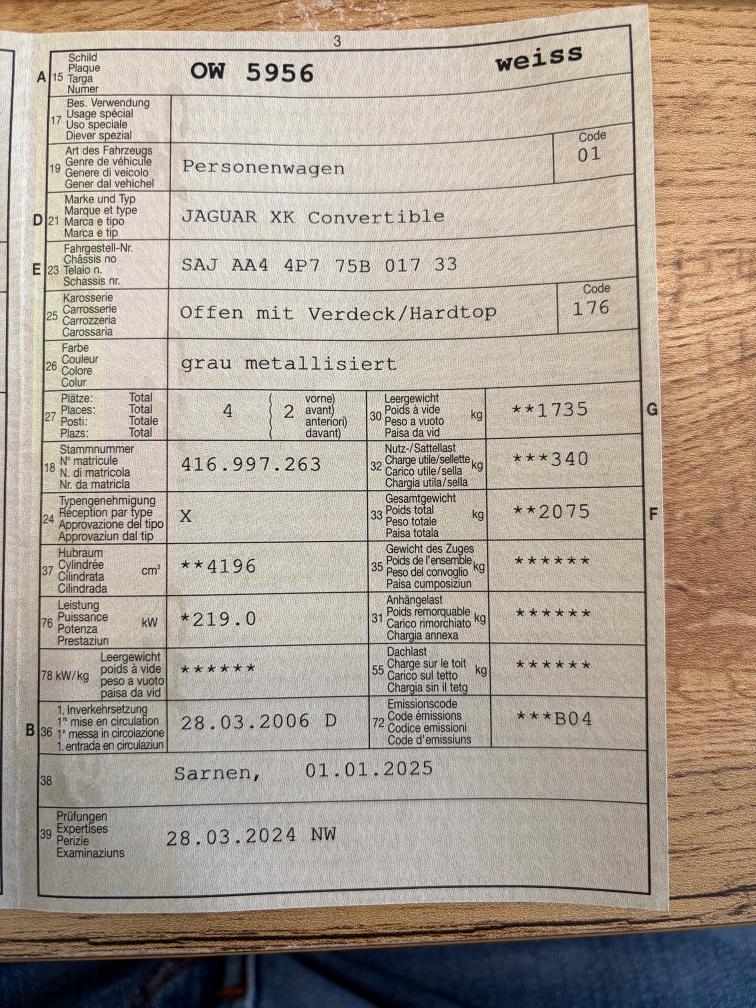 3
A 15 Schild
Plaque
Targa
Numer
OW 5956 weiss
17 Bes. Verwendung
Usage spécial
Uso speciale
Diever spezial
19 Art des Fahrzeugs
Genre de véhicule
Genere di veicolo
Gener dal vehichel
Personenwagen
Code
01
D 21 Marke und Typ
Marque et type
Marca e tipo
Marca e tip
JAGUAR XK Convertible
E 23 Fahrgestell-Nr.
Châssis no
Telaio n.
Schassis nr.
SAJ AA4 4P7 75B 017 33
25 Karosserie
Carrosserie
Carrozzeria
Carossaria
Offen mit Verdeck/Hardtop
Code
176
26 Farbe
Couleur
Colore
Colur
grau metallisiert
27 Plätze: Total
Places: Total
Posti: Totale
Plazs: Total
4 ( 2 vorne)
avant)
anteriori)
davant)
30 Leergewicht
Poids à vide
Peso a vuoto
Paisa da vid
kg
**1735
G
18 Stammnummer
N° matricule
N. di matricola
Nr. da matricla
416.997.263
32 Nutz-/Sattellast
Charge utile/sellette
Carico utile/sella
Chargia utila/sella
kg
***340
24 Typengenehmigung
Réception par type
Approvazione del tipo
Approvaziun dal tip
X
33 Gesamtgewicht
Poids total
Peso totale
Paisa totala
kg
**2075
F
37 Hubraum
Cylindrée
Cilindrata
Cilindrada
cm³
**4196
35 Gewicht des Zuges
Poids de l'ensemble
Peso del convoglio
Paisa cumposiziun
kg
******
76 Leistung
Puissance
Potenza
Prestaziun
kW
*219.0
31 Anhängelast
Poids remorquable
Carico rimorchiato
Chargia annexa
kg
******
78 kW/kg Leergewicht
poids à vide
peso a vuoto
paisa da vid
******
55 Dachlast
Charge sur le toit
Carico sul tetto
Chargia sin il tetg
kg
******
B 36 1. Inverkehrsetzung
1re mise en circulation
1a messa in circolazione
1. entrada en circulaziun
28.03.2006 D
72 Emissionscode
Code émissions
Codice emissioni
Code d'emissiuns
***B04
38
Sarnen, 01.01.2025
39 Prüfungen
Expertises
Perizie
Examinaziuns
28.03.2024 NW